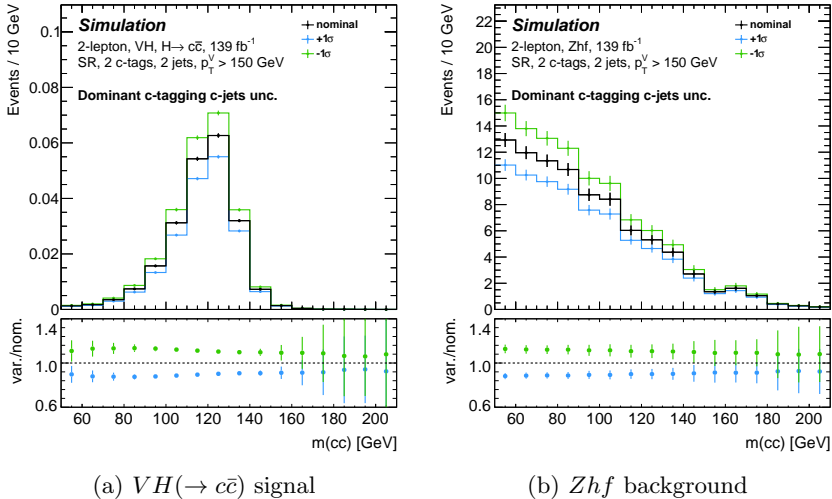 Simulation
2-lepton, VH, H→ cc̄, 139 fb⁻¹
SR, 2 c-tags, 2 jets, p_T^V > 150 GeV
Dominant c-tagging c-jets unc.
nominal
+1σ
-1σ
Events / 10 GeV
0.1
0.08
0.06
0.04
0.02
0
var./nom.
1.4
1.0
0.6
60 80 100 120 140 160 180 200
m(cc) [GeV]
(a) VH(→ cc̄) signal
Simulation
2-lepton, Zhf, 139 fb⁻¹
SR, 2 c-tags, 2 jets, p_T^V > 150 GeV
Dominant c-tagging c-jets unc.
nominal
+1σ
-1σ
Events / 10 GeV
22
20
18
16
14
12
10
8
6
4
2
0
var./nom.
1.4
1.0
0.6
60 80 100 120 140 160 180 200
m(cc) [GeV]
(b) Zhf background